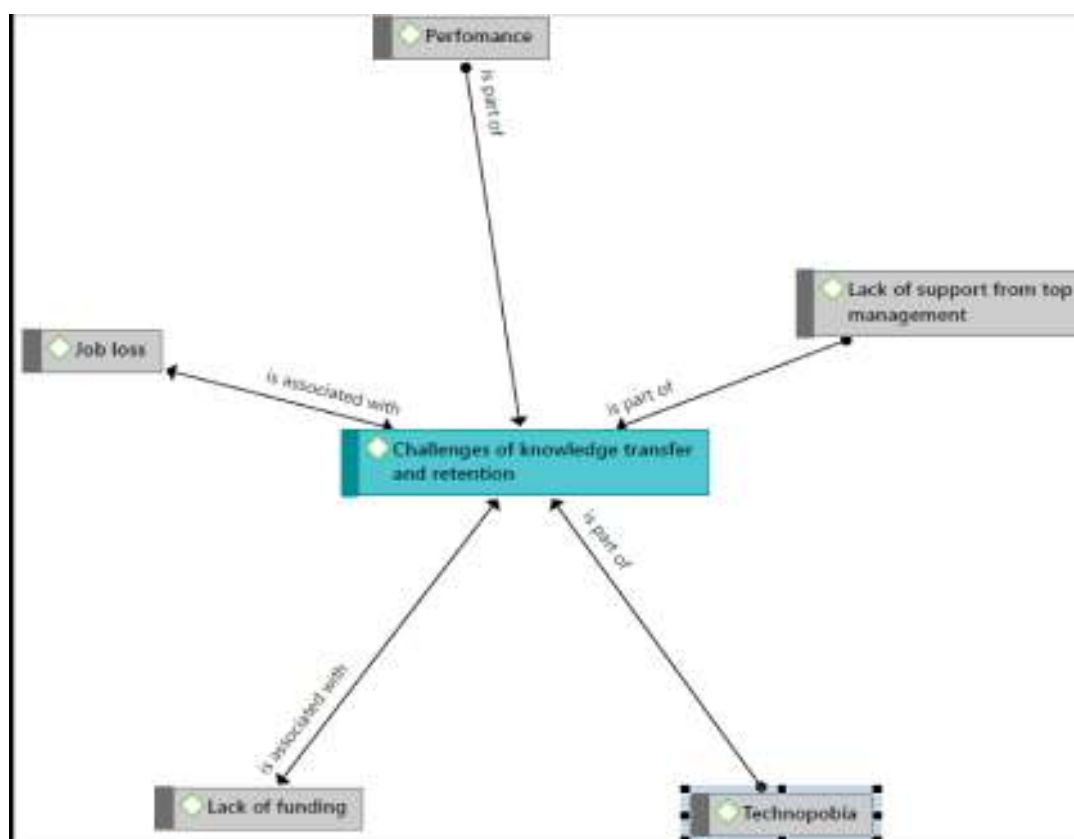 Perfomance
is part of
Lack of support from top
management
Job loss
is associated with
is part of
Challenges of knowledge transfer
and retention
is part of
is associated with
Lack of funding
Technopobia